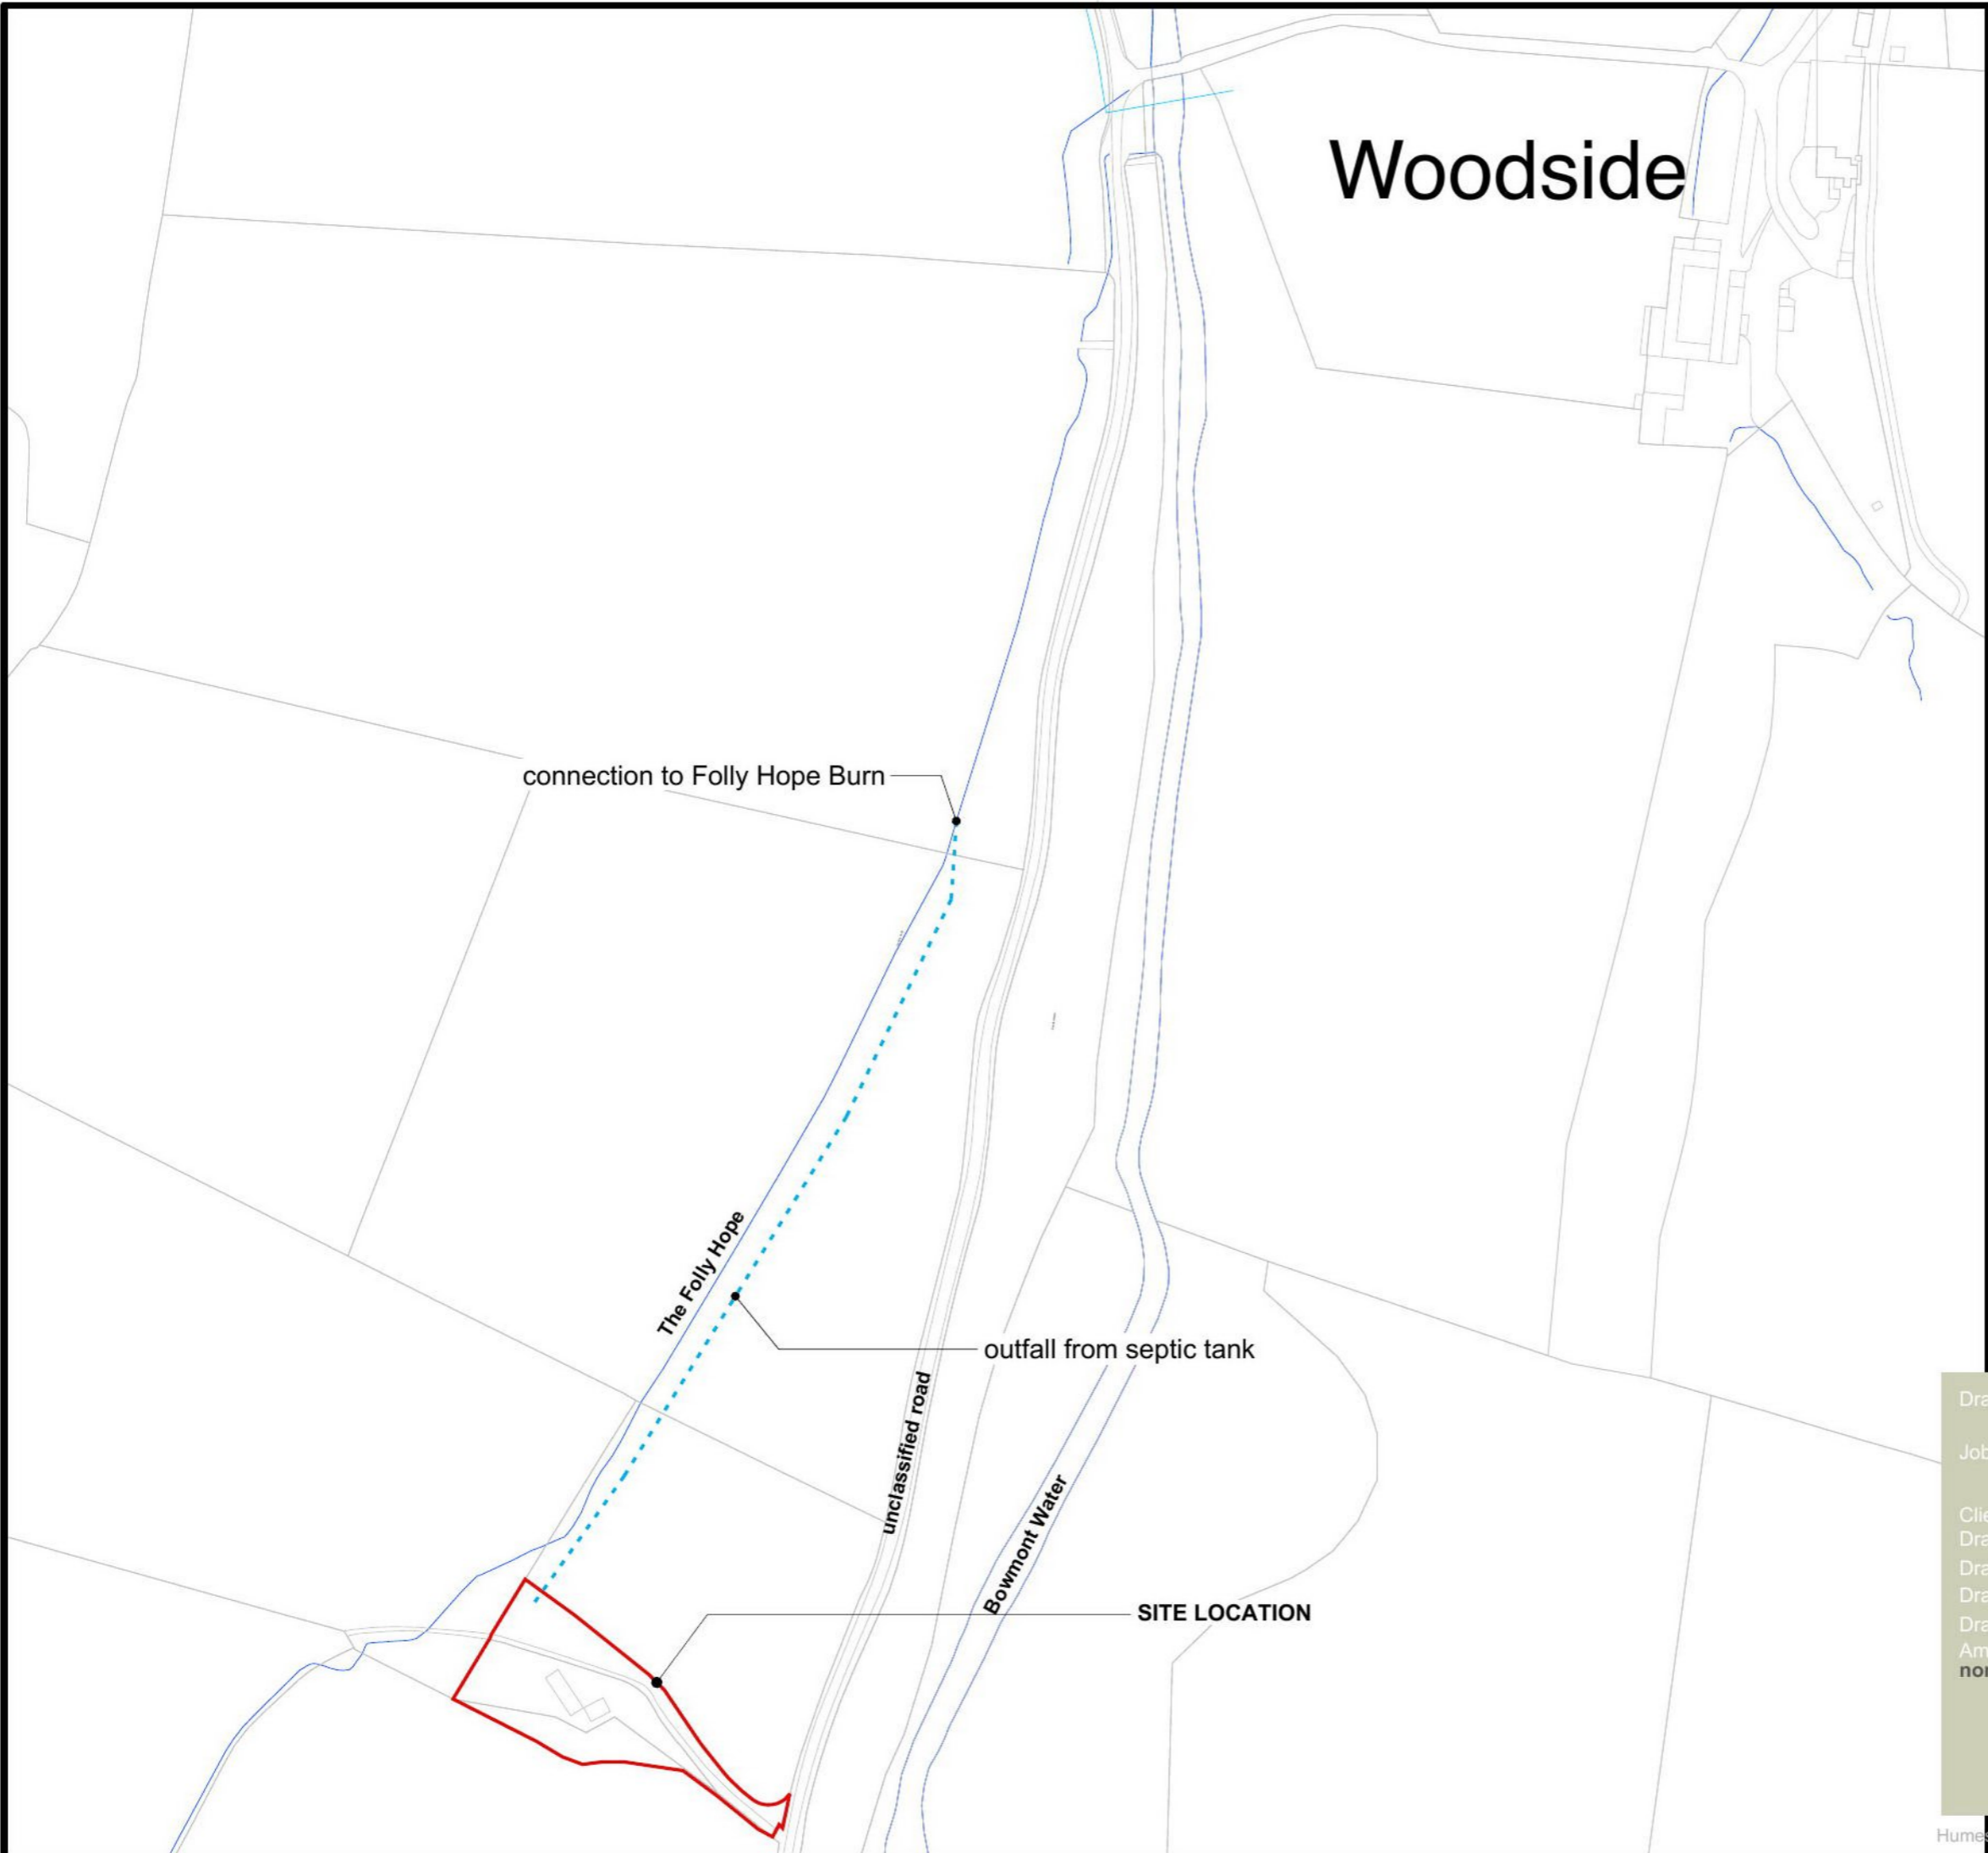 Woodside
connection to Folly Hope Burn
The Folly Hope
outfall from septic tank
unclassified road
Bowmont Water
SITE LOCATION